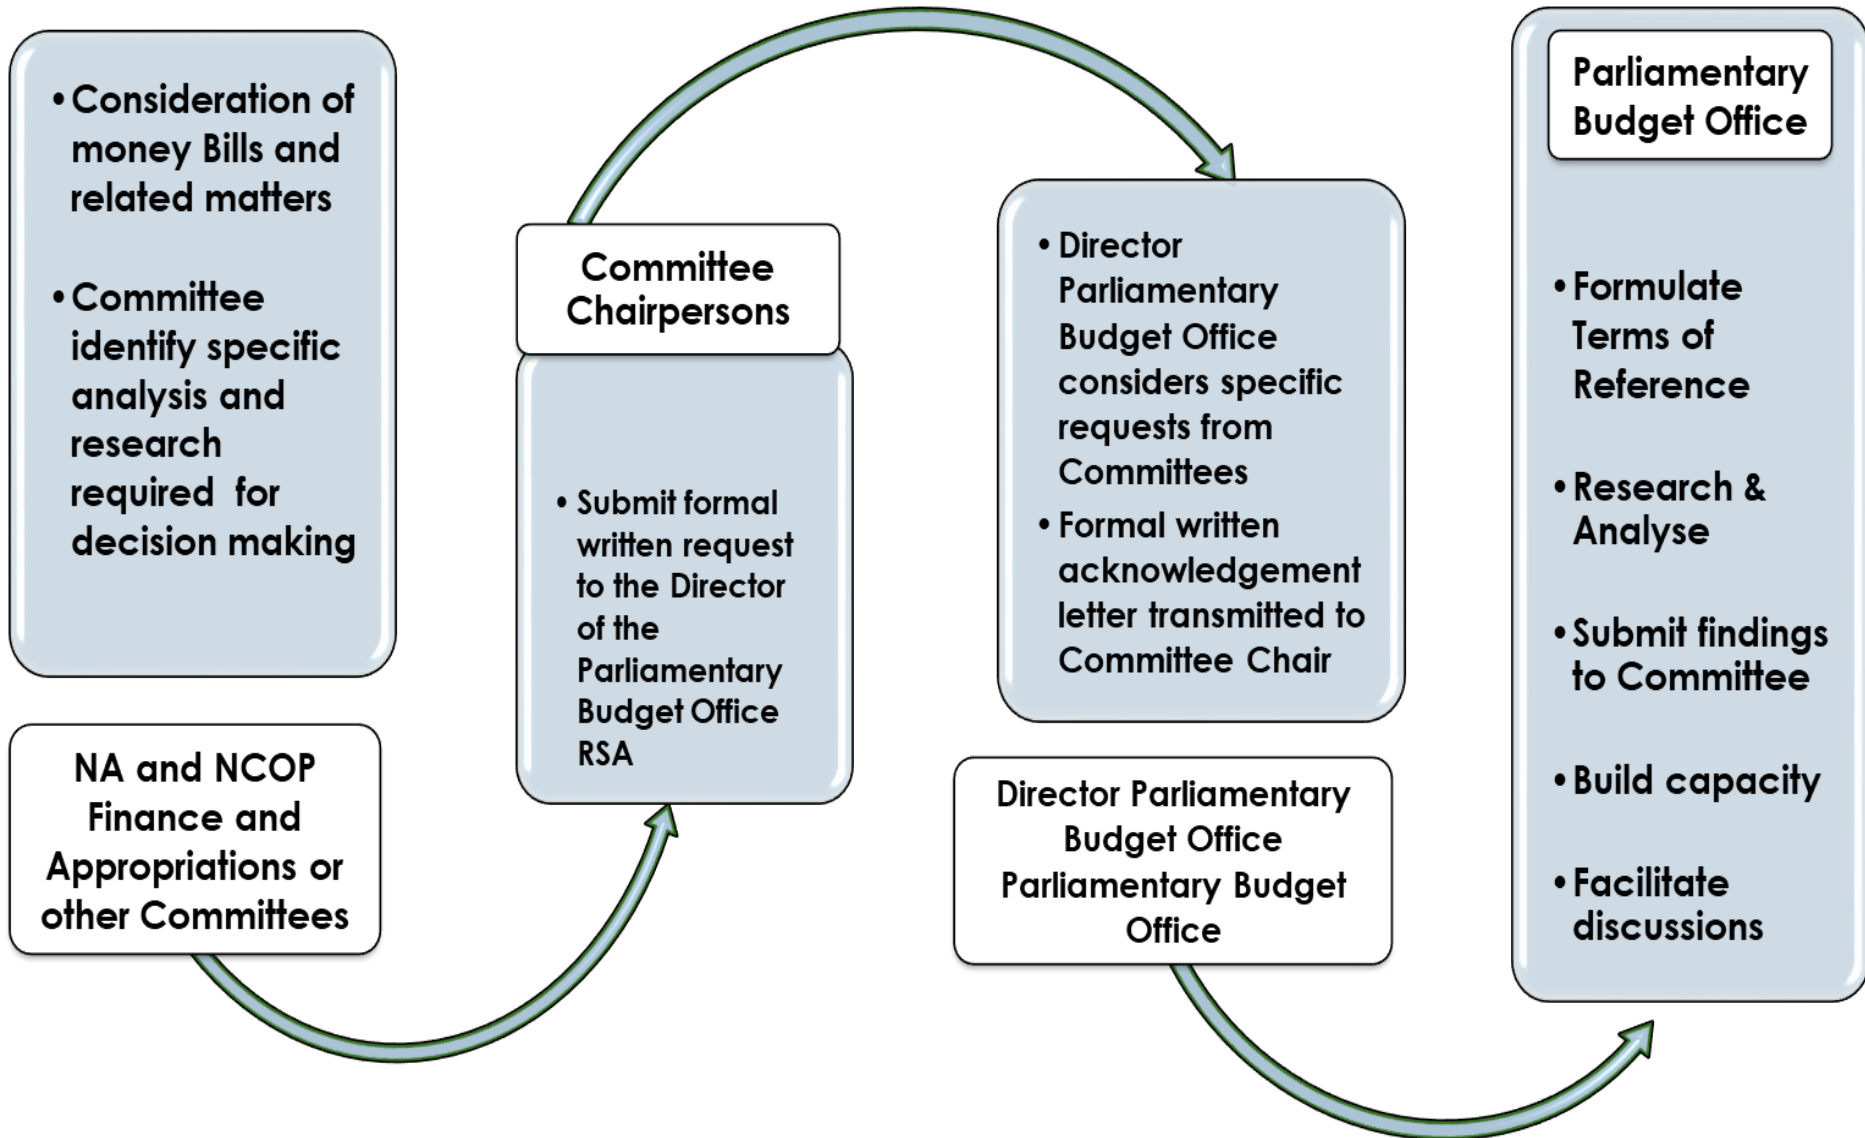 • Consideration of
money Bills and
related matters
• Committee
identify specific
analysis and
research
required for
decision making
NA and NCOP
Finance and
Appropriations or
other Committees
Committee
Chairpersons
• Submit formal
written request
to the Director
of the
Parliamentary
Budget Office
RSA
• Director
Parliamentary
Budget Office
considers specific
requests from
Committees
• Formal written
acknowledgement
letter transmitted to
Committee Chair
Director Parliamentary
Budget Office
Parliamentary Budget
Office
Parliamentary
Budget Office
• Formulate
Terms of
Reference
• Research &
Analyse
• Submit findings
to Committee
• Build capacity
• Facilitate
discussions